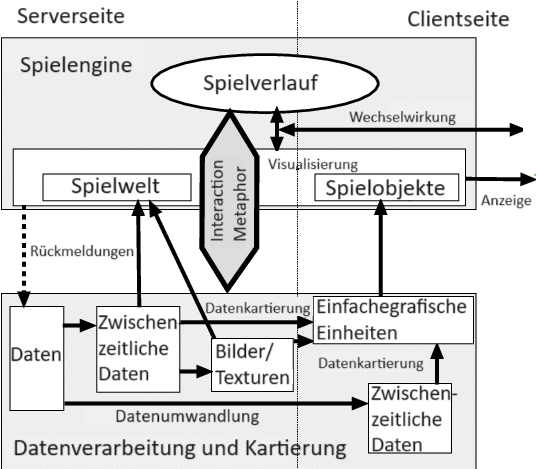 Serverseite
Clientseite
Spielengine
Spielverlauf
Wechselwirkung
Visualisierung
Spielwelt
Spielobjekte
Anzeige
Interaction
Metaphor
Rückmeldungen
Datenkartierung
Einfachegrafische
Einheiten
Daten
Zwischen
zeitliche
Daten
Bilder/
Texturen
Datenkartierung
Datenumwandlung
Zwischen-
zeitliche
Daten
Datenverarbeitung und Kartierung